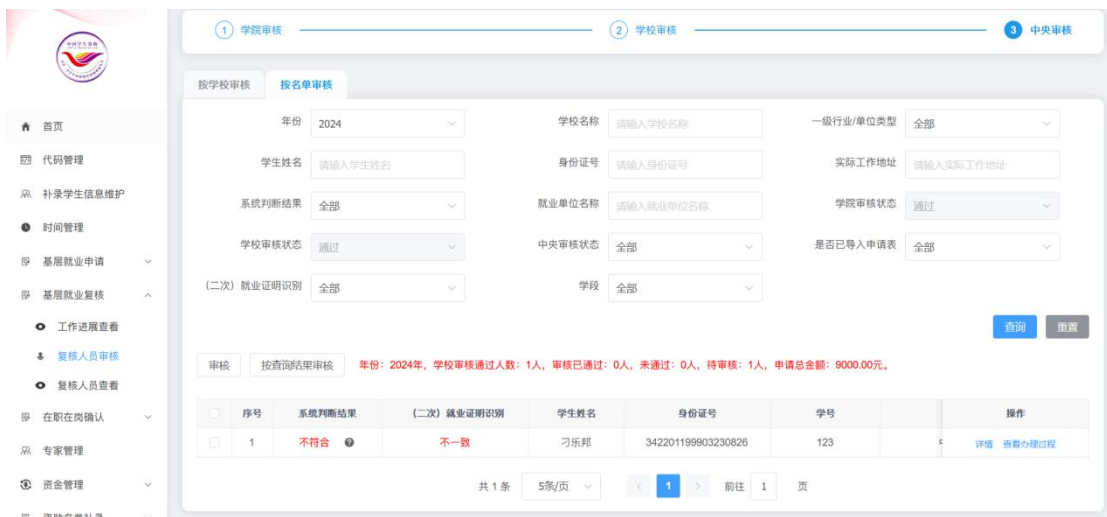 1 学院审核 2 学校审核 3 中央审核
按学校审核 按名单审核
首页
代码管理
补录学生信息维护
时间管理
基层就业申请
基层就业复核
工作进展查看
复核人员审核
复核人员查看
在职在岗确认
专家管理
资金管理
年份 2024 学校名称 请输入学校名称 一级行业/单位类型 全部
学生姓名 请输入学生姓名 身份证号 请输入身份证号 实际工作地址 请输入实际工作地址
系统判断结果 全部 就业单位名称 请输入就业单位名称 学院审核状态 通过
学校审核状态 通过 中央审核状态 全部 是否已导入申请表 全部
(二次)就业证明识别 全部 学段 全部
查询 重置
审核 按查询结果审核 年份：2024年，学校审核通过人数：1人，审核已通过：0人，未通过：0人，待审核：1人，申请总金额：9000.00元。
序号 系统判断结果 (二次)就业证明识别 学生姓名 身份证号 学号 操作
1 不符合 不一致 刁乐邦 342201199903230826 123 详情 查看办理过程
共 1 条 5条/页 1 前往 1 页